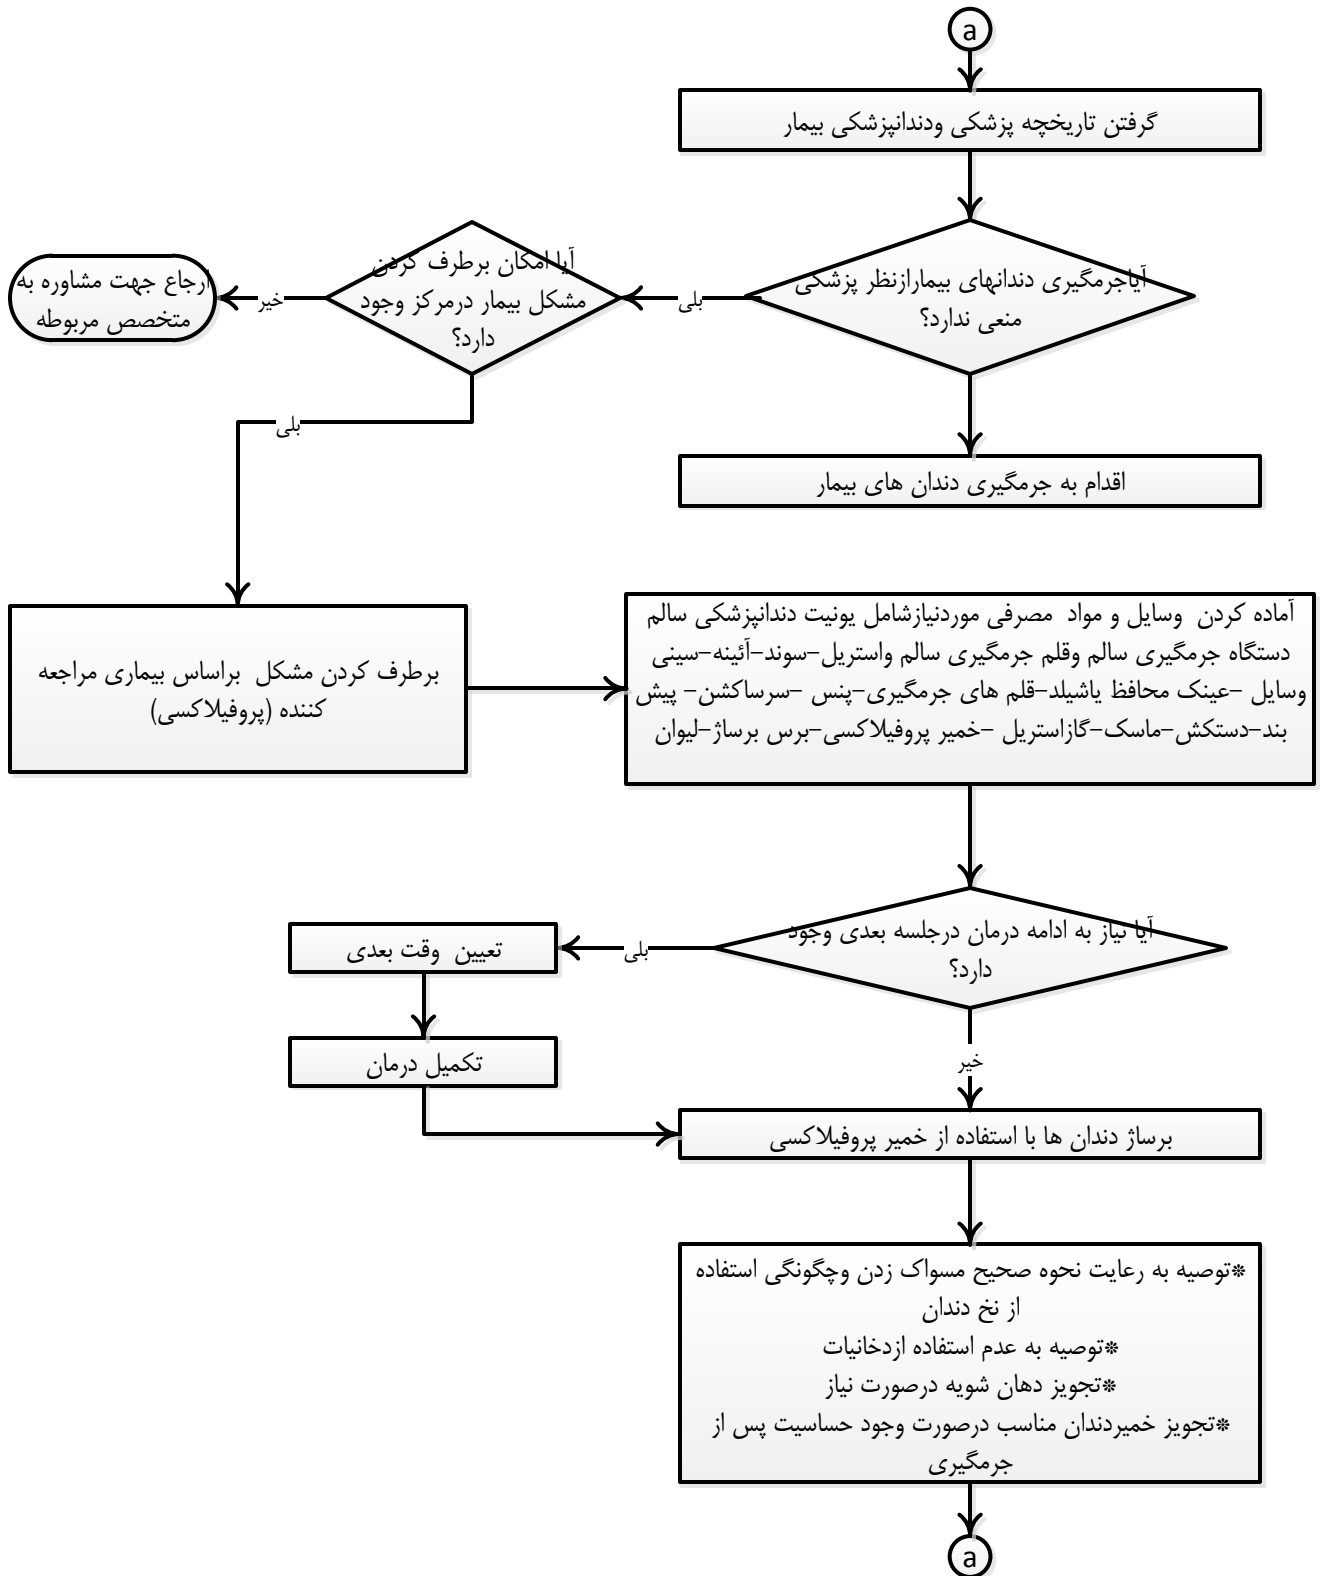 a
گرفتن تاریخچه پزشکی ودندانپزشکی بیمار
آیاجرمگیری دندانهای بیمارازنظر پزشکی
منعی ندارد؟
بلی
آیا امکان برطرف کردن
مشکل بیمار درمرکز وجود
دارد؟
خیر
ارجاع جهت مشاوره به
متخصص مربوطه
بلی
اقدام به جرمگیری دندان های بیمار
برطرف کردن مشکل براساس بیماری مراجعه
کننده (پروفیلاکسی)
آماده کردن وسایل و مواد مصرفی موردنیازشامل یونیت دندانپزشکی سالم
دستگاه جرمگیری سالم وقلم جرمگیری سالم واستریل-سوند-آئینه-سینی
وسایل -عینک محافظ یاشیلد-قلم های جرمگیری-پنس -سرساکشن- پیش
بند-دستکش-ماسک-گازاستریل -خمیر پروفیلاکسی-برس برساژ-لیوان
آیا نیاز به ادامه درمان درجلسه بعدی وجود
دارد؟
بلی
تعیین وقت بعدی
تکمیل درمان
خیر
برساژ دندان ها با استفاده از خمیر پروفیلاکسی
*توصیه به رعایت نحوه صحیح مسواک زدن وچگونگی استفاده
از نخ دندان
*توصیه به عدم استفاده ازدخانیات
*تجویز دهان شویه درصورت نیاز
*تجویز خمیردندان مناسب درصورت وجود حساسیت پس از
جرمگیری
a